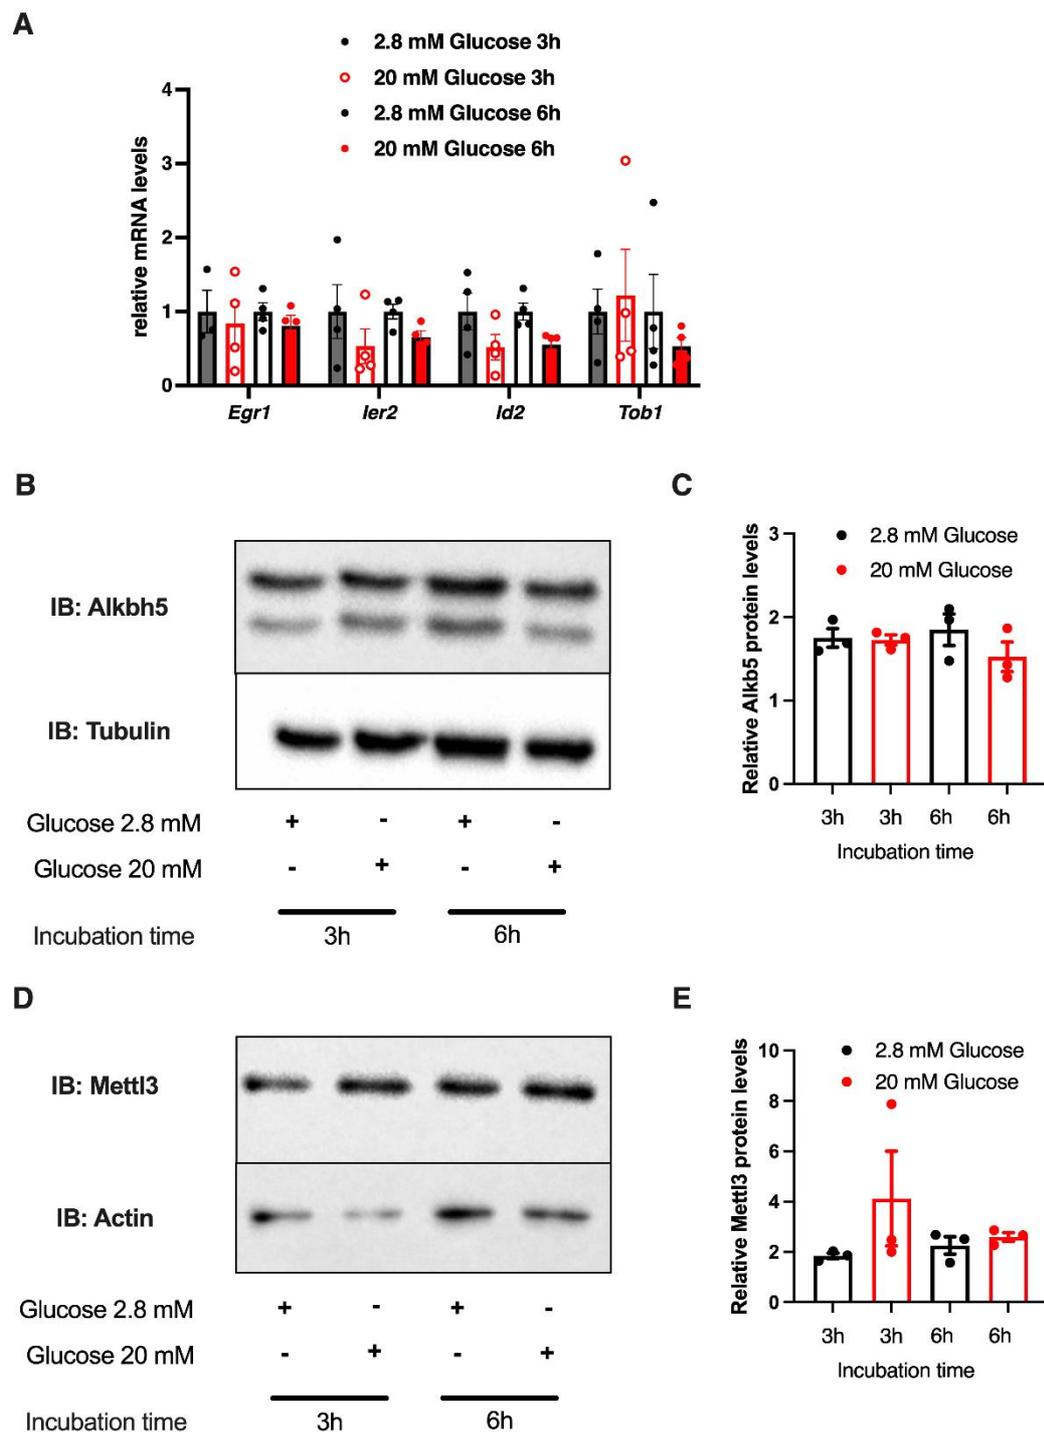 A
2.8 mM Glucose 3h
20 mM Glucose 3h
2.8 mM Glucose 6h
20 mM Glucose 6h
relative mRNA levels
4
3
2
1
0
Egr1 Ier2 Id2 Tob1
B
IB: Alkbh5
IB: Tubulin
Glucose 2.8 mM + - + -
Glucose 20 mM - + - +
Incubation time 3h 6h
C
2.8 mM Glucose
20 mM Glucose
Relative Alkb5 protein levels
3
2
1
0
3h 3h 6h 6h
Incubation time
D
IB: Mettl3
IB: Actin
Glucose 2.8 mM + - + -
Glucose 20 mM - + - +
Incubation time 3h 6h
E
2.8 mM Glucose
20 mM Glucose
Relative Mettl3 protein levels
10
8
6
4
2
0
3h 3h 6h 6h
Incubation time